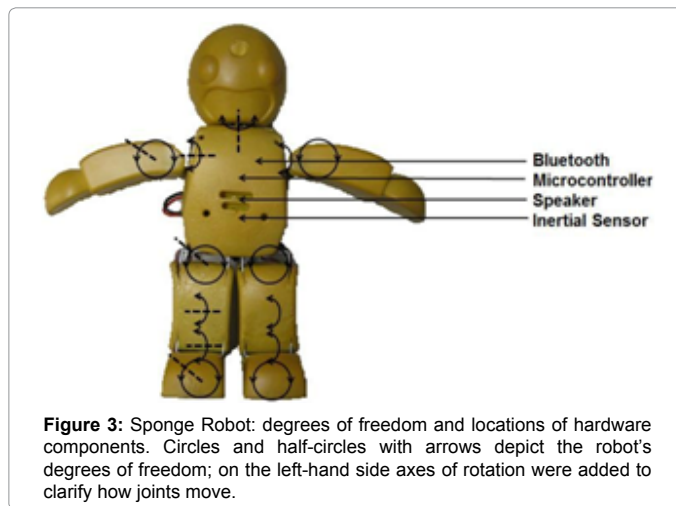 Bluetooth
Microcontroller
Speaker
Inertial Sensor
Figure 3: Sponge Robot: degrees of freedom and locations of hardware
components. Circles and half-circles with arrows depict the robot's
degrees of freedom; on the left-hand side axes of rotation were added to
clarify how joints move.